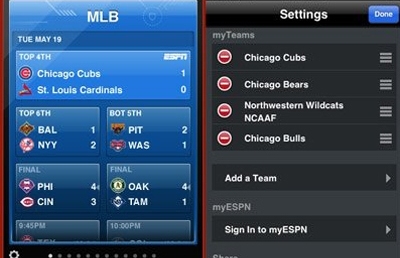 MLB
TUE MAY 19
TOP 4TH ESPN
Chicago Cubs 1
St. Louis Cardinals 0
TOP 6TH
BAL 1
NYY 2
BOT 5TH
PIT 2
WAS 1
FINAL
PHI 4
CIN 3
FINAL
OAK 4
TAM 1
9:45PM
10:00PM
Settings
Done
myTeams
Chicago Cubs
Chicago Bears
Northwestern Wildcats
NCAAF
Chicago Bulls
Add a Team
myESPN
Sign In to myESPN
Share